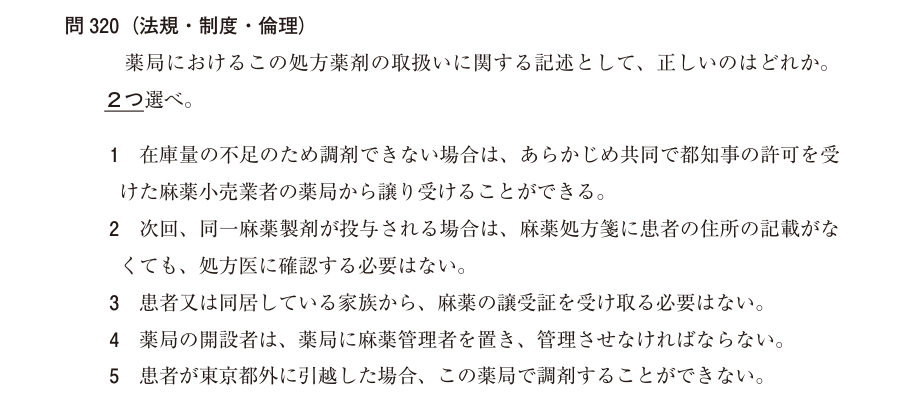 問 320（法規・制度・倫理）
薬局におけるこの処方薬剤の取扱いに関する記述として、正しいのはどれか。
２つ選べ。
1 在庫量の不足のため調剤できない場合は、あらかじめ共同で都知事の許可を受
けた麻薬小売業者の薬局から譲り受けることができる。
2 次回、同一麻薬製剤が投与される場合は、麻薬処方箋に患者の住所の記載がな
くても、処方医に確認する必要はない。
3 患者又は同居している家族から、麻薬の譲受証を受け取る必要はない。
4 薬局の開設者は、薬局に麻薬管理者を置き、管理させなければならない。
5 患者が東京都外に引越した場合、この薬局で調剤することができない。